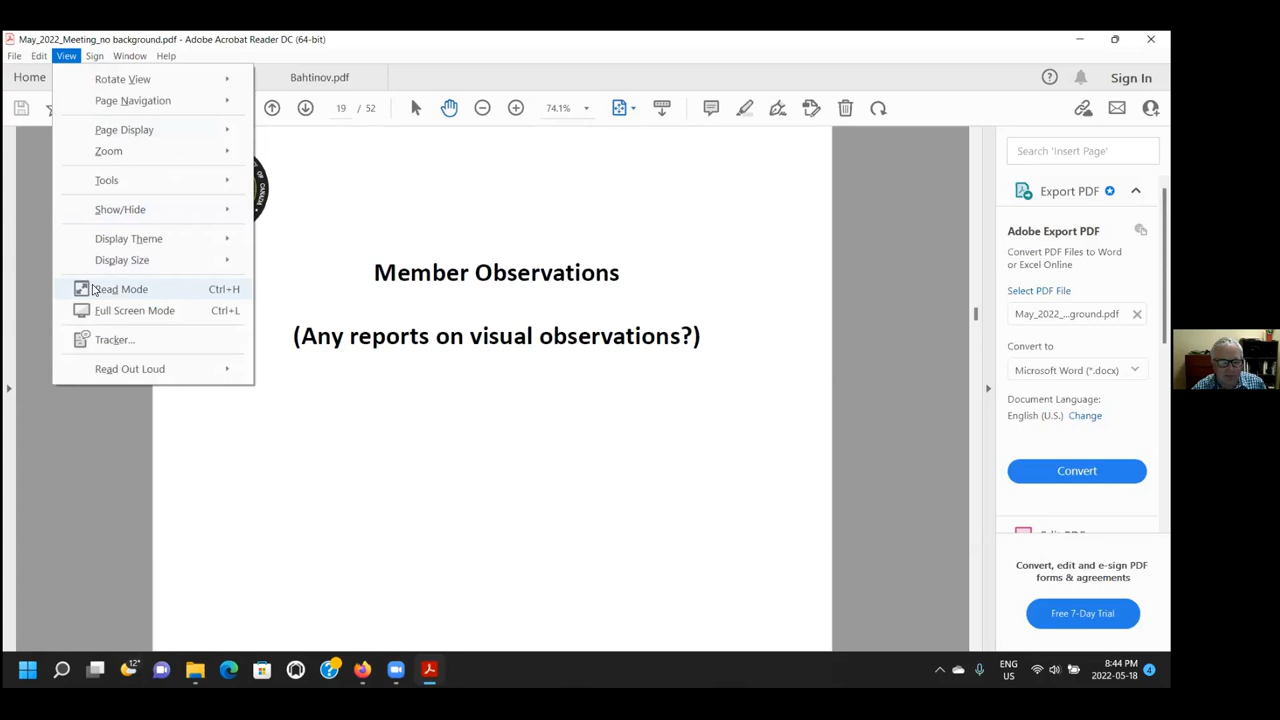 May_2022_Meeting_no background.pdf - Adobe Acrobat Reader DC (64-bit)
File Edit View Sign Window Help
Home
Bahtinov.pdf
Sign In
19 / 52
74.1%
Rotate View
Page Navigation
Page Display
Zoom
Tools
Show/Hide
Display Theme
Display Size
Read Mode Ctrl+H
Full Screen Mode Ctrl+L
Tracker...
Read Out Loud
OF CANADA
Member Observations
(Any reports on visual observations?)
Search 'Insert Page'
Export PDF
Adobe Export PDF
Convert PDF Files to Word
or Excel Online
Select PDF File
May_2022_...ground.pdf
Convert to
Microsoft Word (*.docx)
Document Language:
English (U.S.) Change
Convert
Convert, edit and e-sign PDF
forms & agreements
Free 7-Day Trial
12°
ENG
US
8:44 PM
2022-05-18
4